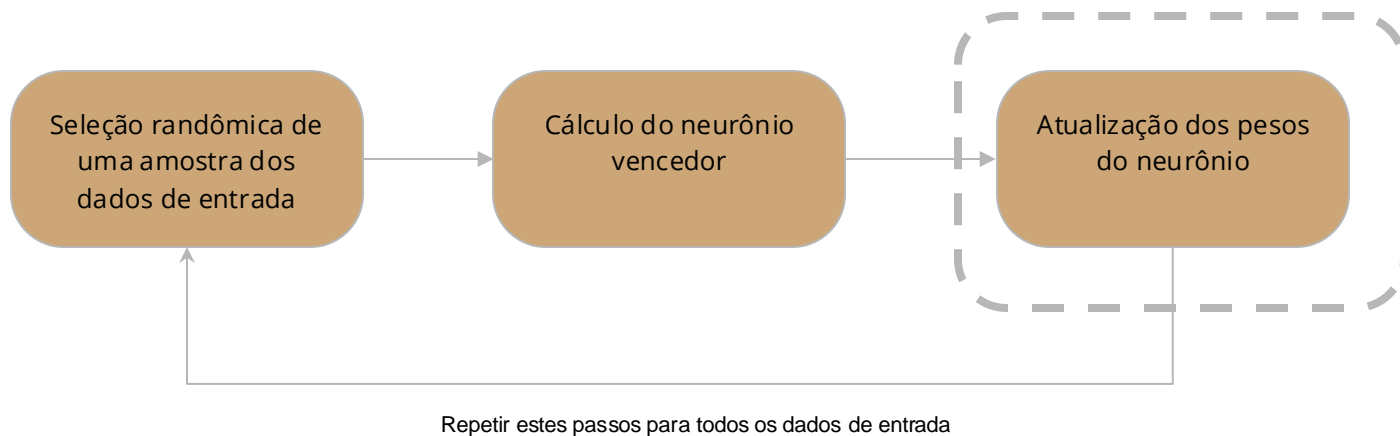 Seleção randômica de
uma amostra dos
dados de entrada
Cálculo do neurônio
vencedor
Atualização dos pesos
do neurônio
Repetir estes passos para todos os dados de entrada